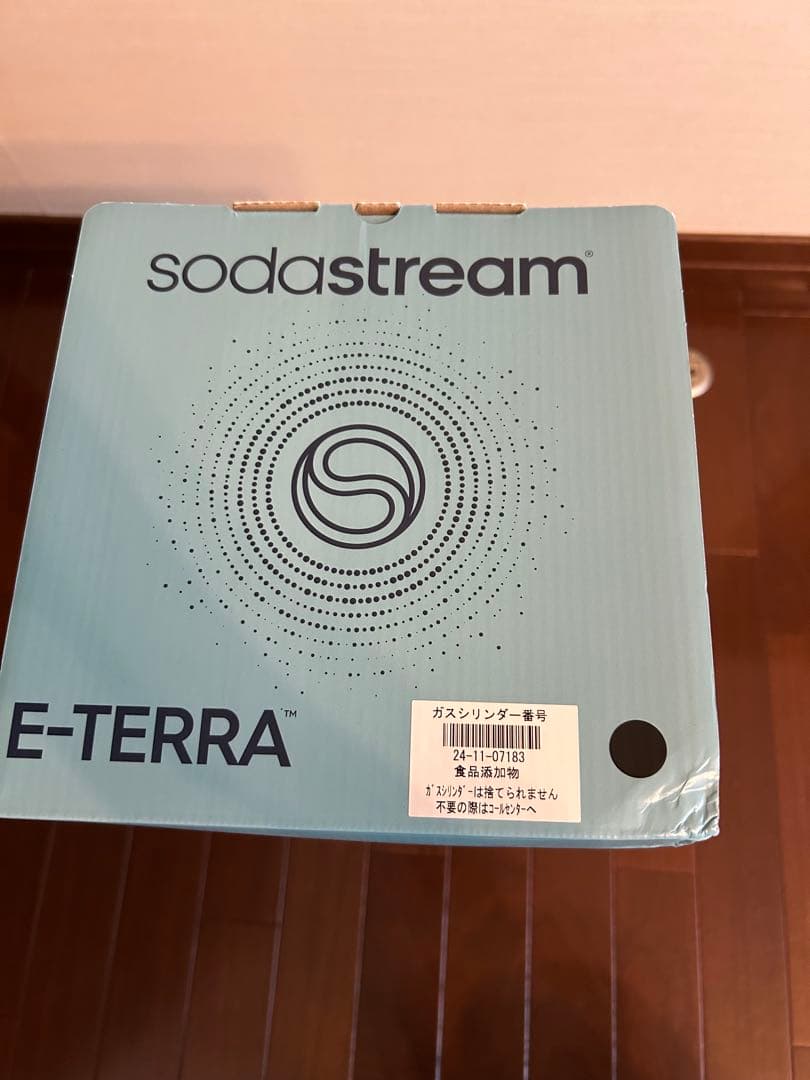 sodastream®
E-TERRA™
ガスシリンダー番号
24-11-07183
食品添加物
ｶﾞｽｼﾘﾝﾀﾞｰは捨てられません
不要の際はｺｰﾙｾﾝﾀｰへ